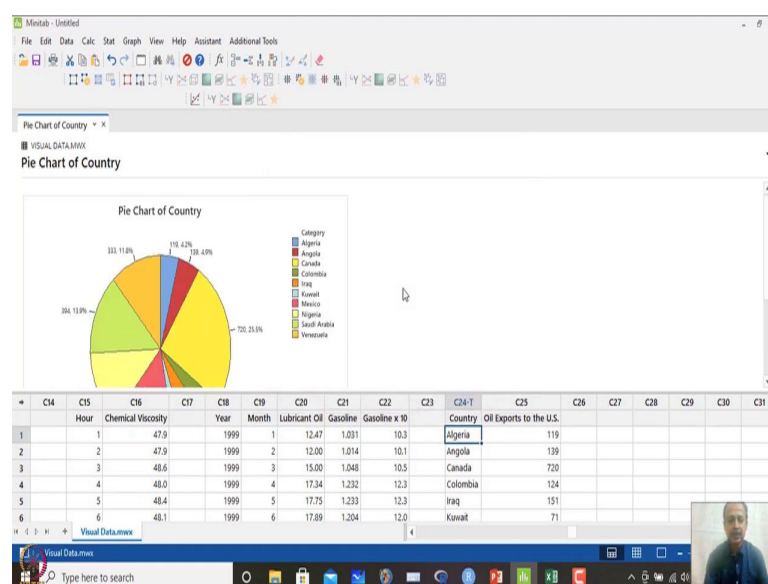 Minitab - Untitled
File Edit Data Calc Stat Graph View Help Assistant Additional Tools
Pie Chart of Country
VISUAL DATA.MWX
Pie Chart of Country
Pie Chart of Country
Category
Algeria
Angola
Canada
Colombia
Iraq
Kuwait
Mexico
Nigeria
Saudi Arabia
Venezuela
333, 11.8%
119, 4.2%
139, 4.9%
394, 13.9%
720, 25.5%
C14 C15 C16 C17 C18 C19 C20 C21 C22 C23 C24-T C25 C26 C27 C28 C29 C30 C31
Hour Chemical Viscosity Year Month Lubricant Oil Gasoline Gasoline x 10 Country Oil Exports to the U.S.
1 1 47.9 1999 1 12.47 1.031 10.3 Algeria 119
2 2 47.9 1999 2 12.00 1.014 10.1 Angola 139
3 3 48.6 1999 3 15.00 1.048 10.5 Canada 720
4 4 48.0 1999 4 17.34 1.232 12.3 Colombia 124
5 5 48.4 1999 5 17.75 1.233 12.3 Iraq 151
6 6 48.1 1999 6 17.89 1.204 12.0 Kuwait 71
Visual Data.mwx
Visual Data.mwx
Type here to search